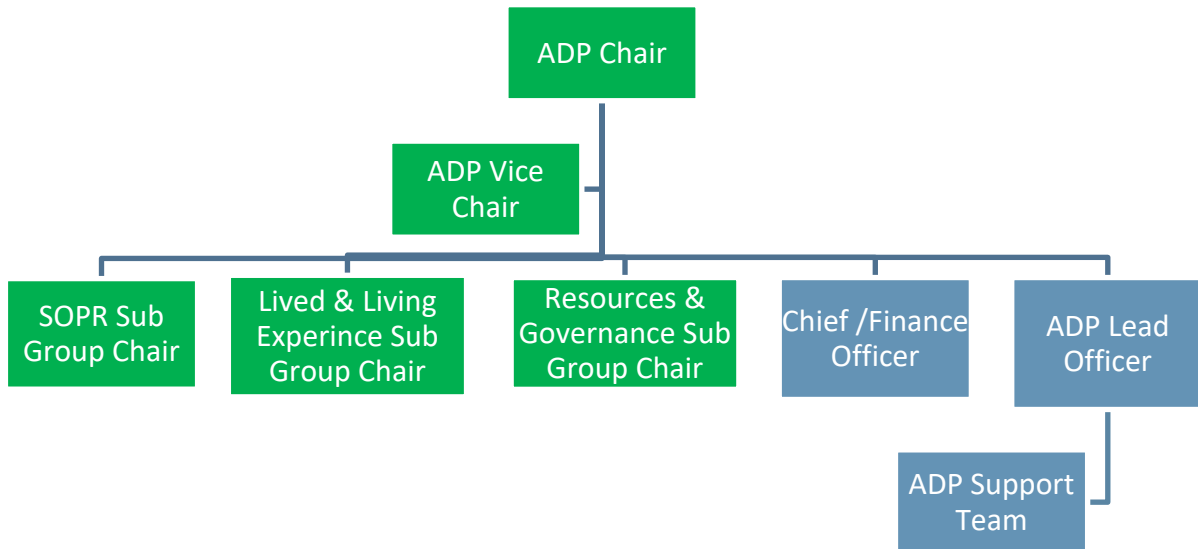 ADP Chair
ADP Vice
Chair
SOPR Sub
Group Chair
Lived & Living
Experince Sub
Group Chair
Resources &
Governance Sub
Group Chair
Chief /Finance
Officer
ADP Lead
Officer
ADP Support
Team